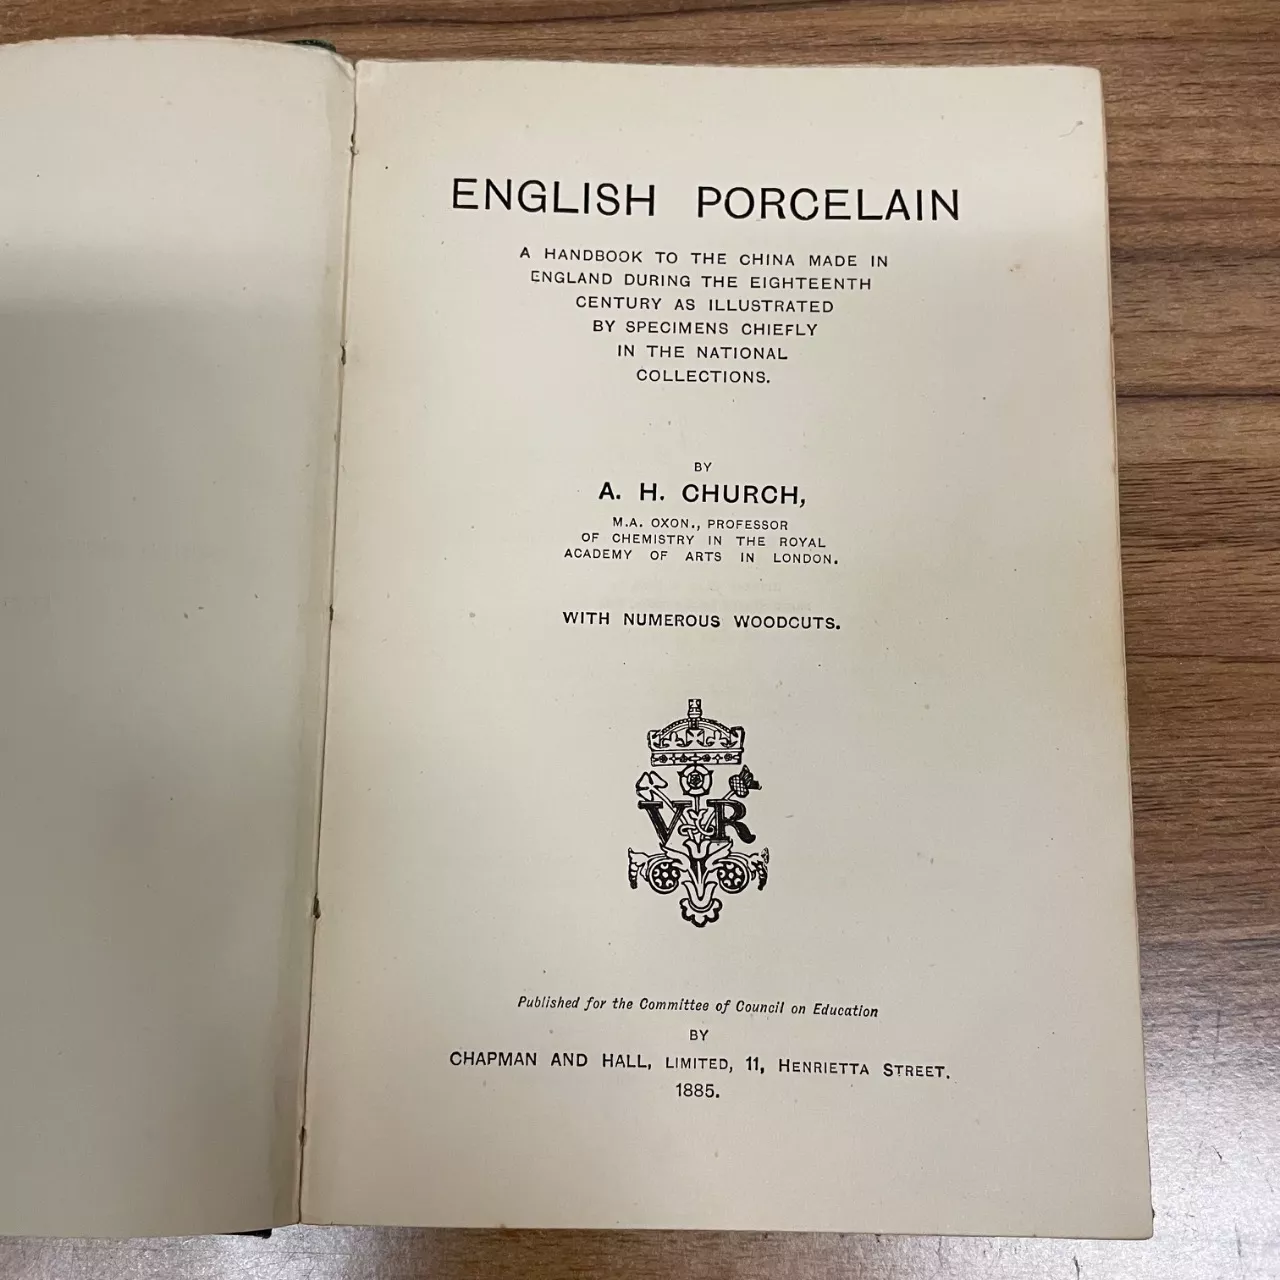 ENGLISH PORCELAIN
A HANDBOOK TO THE CHINA MADE IN
ENGLAND DURING THE EIGHTEENTH
CENTURY AS ILLUSTRATED
BY SPECIMENS CHIEFLY
IN THE NATIONAL
COLLECTIONS.
BY
A. H. CHURCH,
M.A. OXON., PROFESSOR
OF CHEMISTRY IN THE ROYAL
ACADEMY OF ARTS IN LONDON.
WITH NUMEROUS WOODCUTS.
VR
Published for the Committee of Council on Education
BY
CHAPMAN AND HALL, LIMITED, 11, HENRIETTA STREET.
1885.